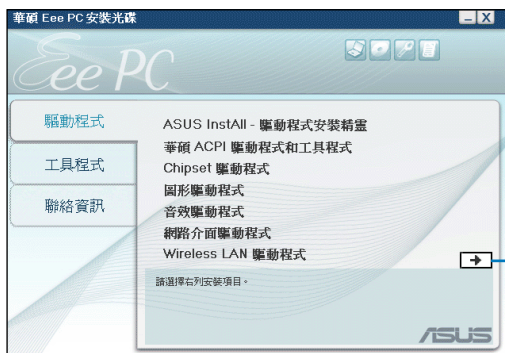 華碩 Eee PC 安裝光碟
Eee PC
驅動程式
工具程式
聯絡資訊
ASUS InstAll - 驅動程式安裝精靈
華碩 ACPI 驅動程式和工具程式
Chipset 驅動程式
圖形驅動程式
音效驅動程式
網路介面驅動程式
Wireless LAN 驅動程式
請選擇右列安裝項目。
ASUS